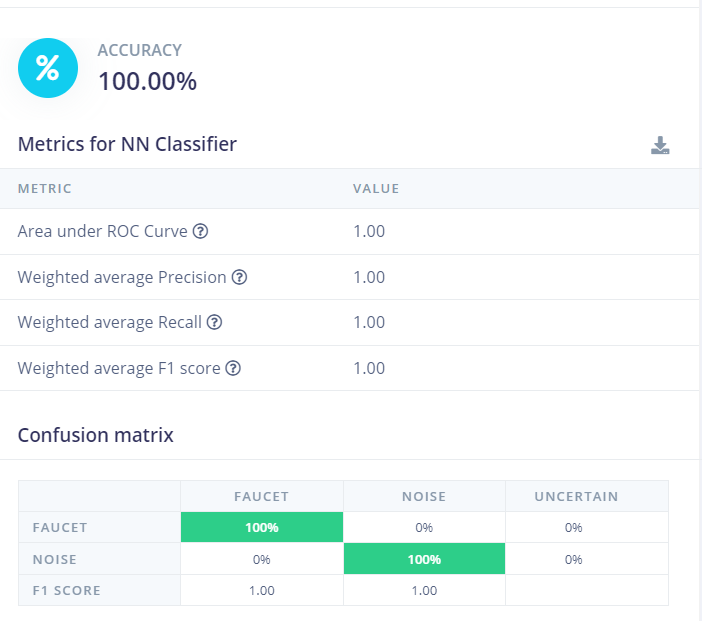 %
ACCURACY
100.00%
Metrics for NN Classifier
METRIC VALUE
Area under ROC Curve ? 1.00
Weighted average Precision ? 1.00
Weighted average Recall ? 1.00
Weighted average F1 score ? 1.00
Confusion matrix
FAUCET NOISE UNCERTAIN
FAUCET 100% 0% 0%
NOISE 0% 100% 0%
F1 SCORE 1.00 1.00